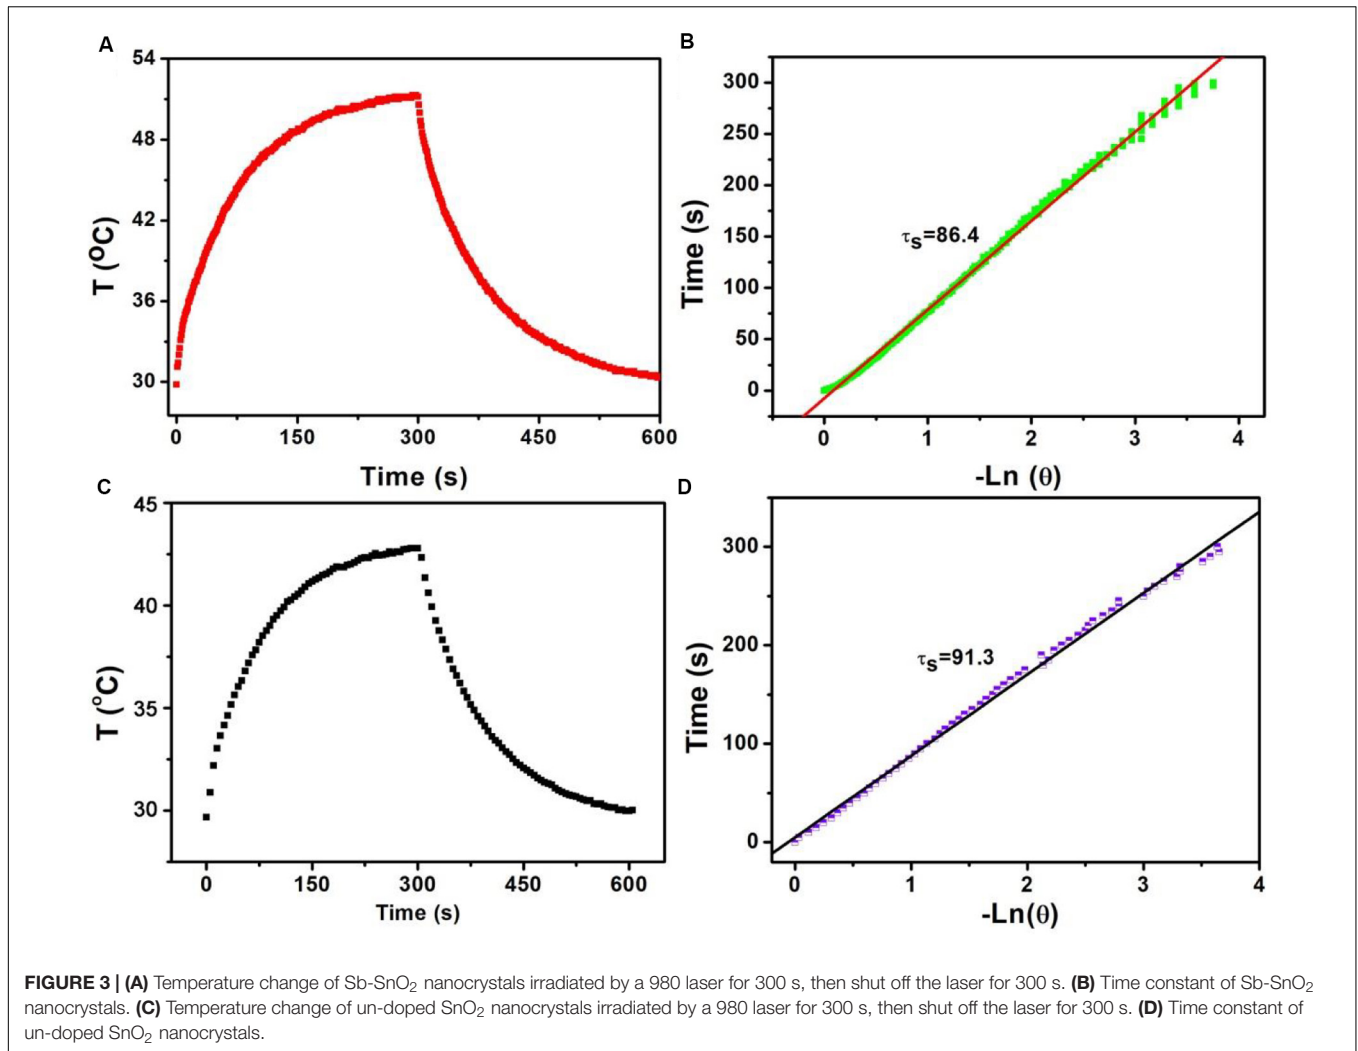 A
54
48
42
36
30
T (°C)
0 150 300 450 600
Time (s)
B
300
250
200
150
100
50
0
Time (s)
τs=86.4
0 1 2 3 4
-Ln (θ)
C
45
40
35
30
T (°C)
0 150 300 450 600
Time (s)
D
300
200
100
0
Time (s)
τs=91.3
0 1 2 3 4
-Ln(θ)
FIGURE 3 | (A) Temperature change of Sb-SnO2 nanocrystals irradiated by a 980 laser for 300 s, then shut off the laser for 300 s. (B) Time constant of Sb-SnO2
nanocrystals. (C) Temperature change of un-doped SnO2 nanocrystals irradiated by a 980 laser for 300 s, then shut off the laser for 300 s. (D) Time constant of
un-doped SnO2 nanocrystals.